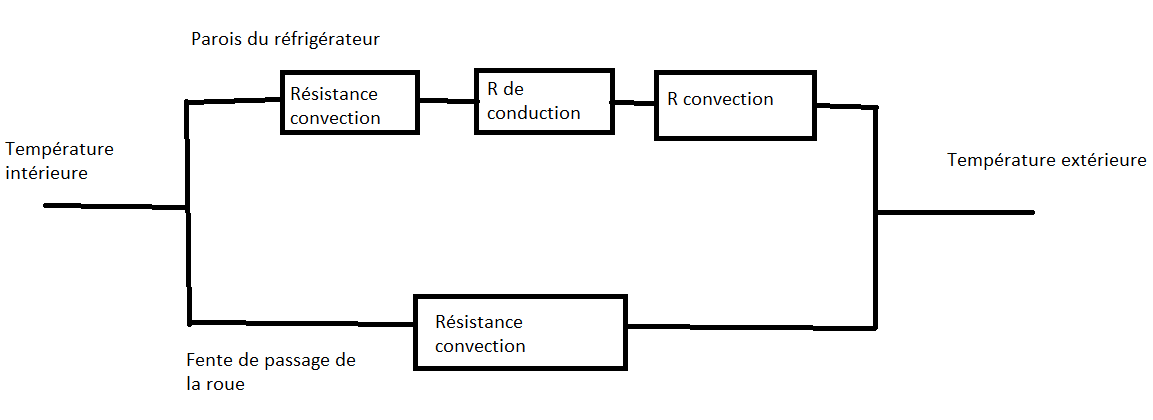 Parois du réfrigérateur
Résistance
convection
R de
conduction
R convection
Température
intérieure
Température extérieure
Résistance
convection
Fente de passage de
la roue